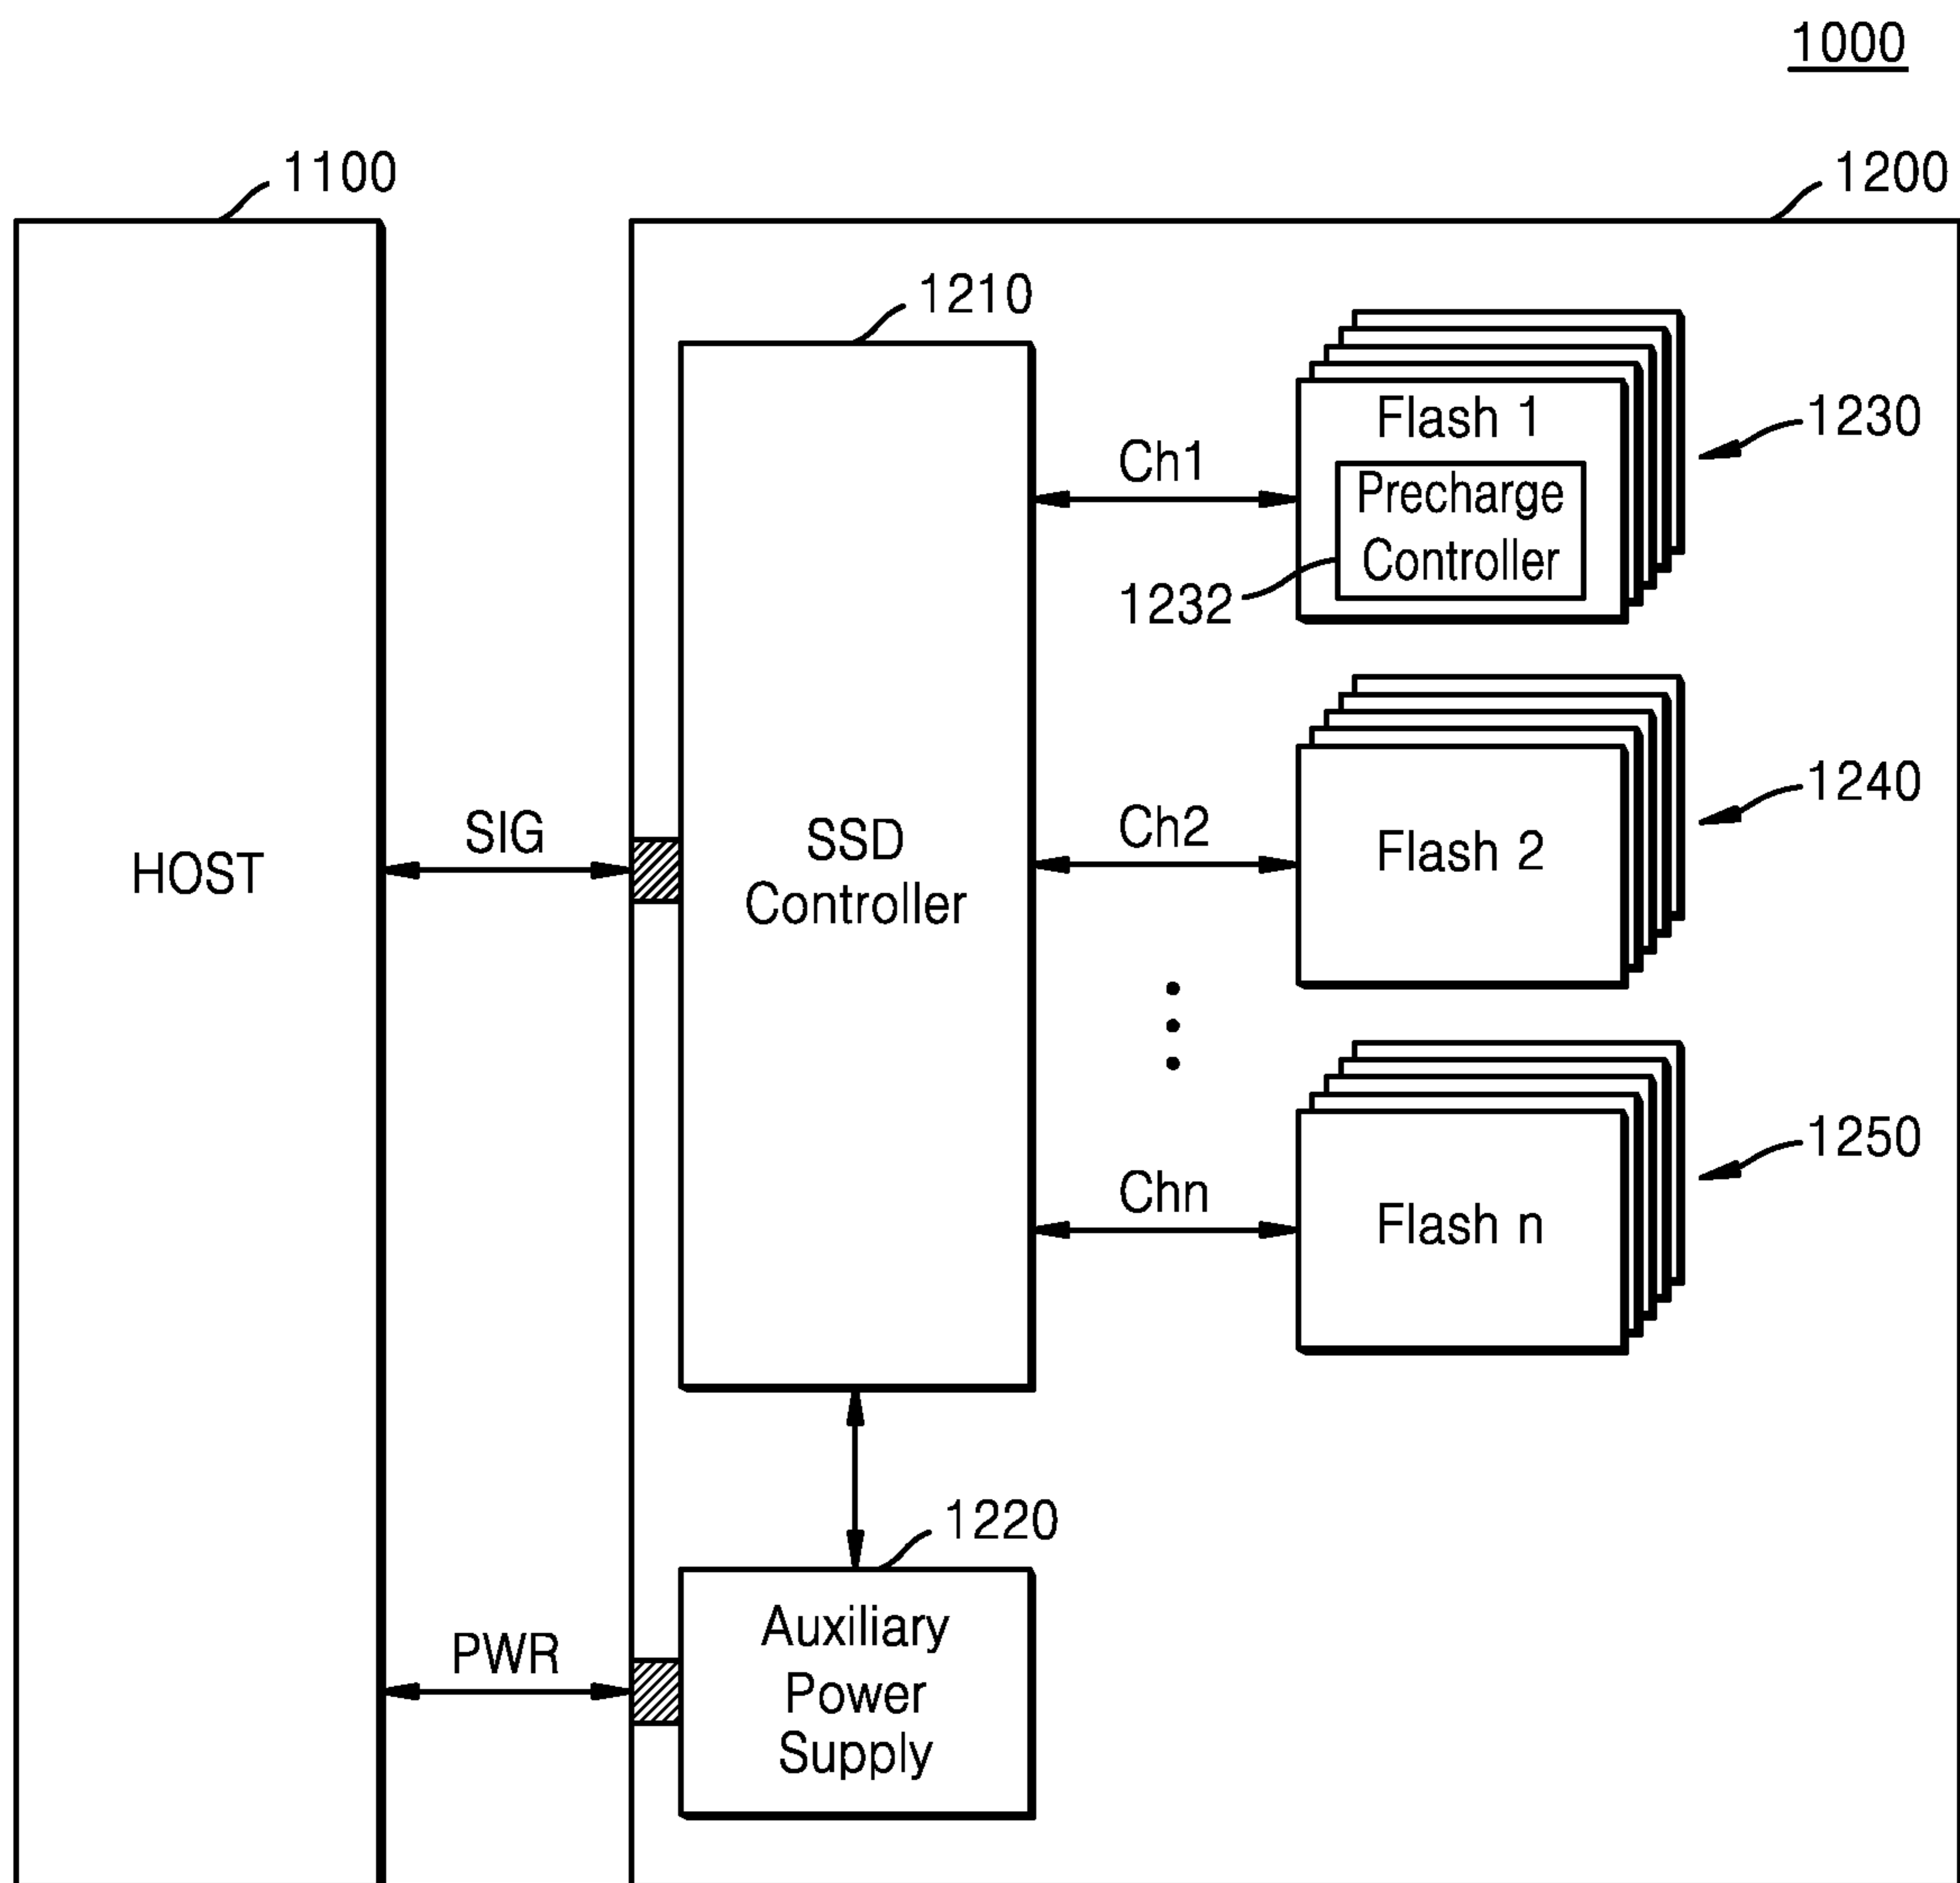 1000
1100
1200
1210
Flash 1
1230
Ch1
Precharge
Controller
1232
HOST
SIG
SSD
Controller
Ch2
Flash 2
1240
Chn
Flash n
1250
1220
PWR
Auxiliary
Power
Supply